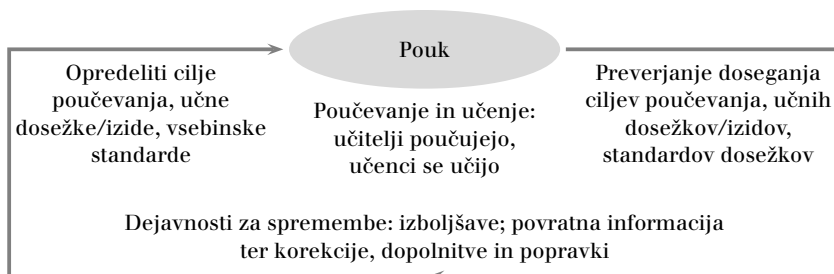 Pouk
Opredeliti cilje
poučevanja, učne
dosežke/izide, vsebinske
standarde
Poučevanje in učenje:
učitelji poučujejo,
učenci se učijo
Preverjanje doseganja
ciljev poučevanja, učnih
dosežkov/izidov,
standardov dosežkov
Dejavnosti za spremembe: izboljšave; povratna informacija
ter korekcije, dopolnitve in popravki